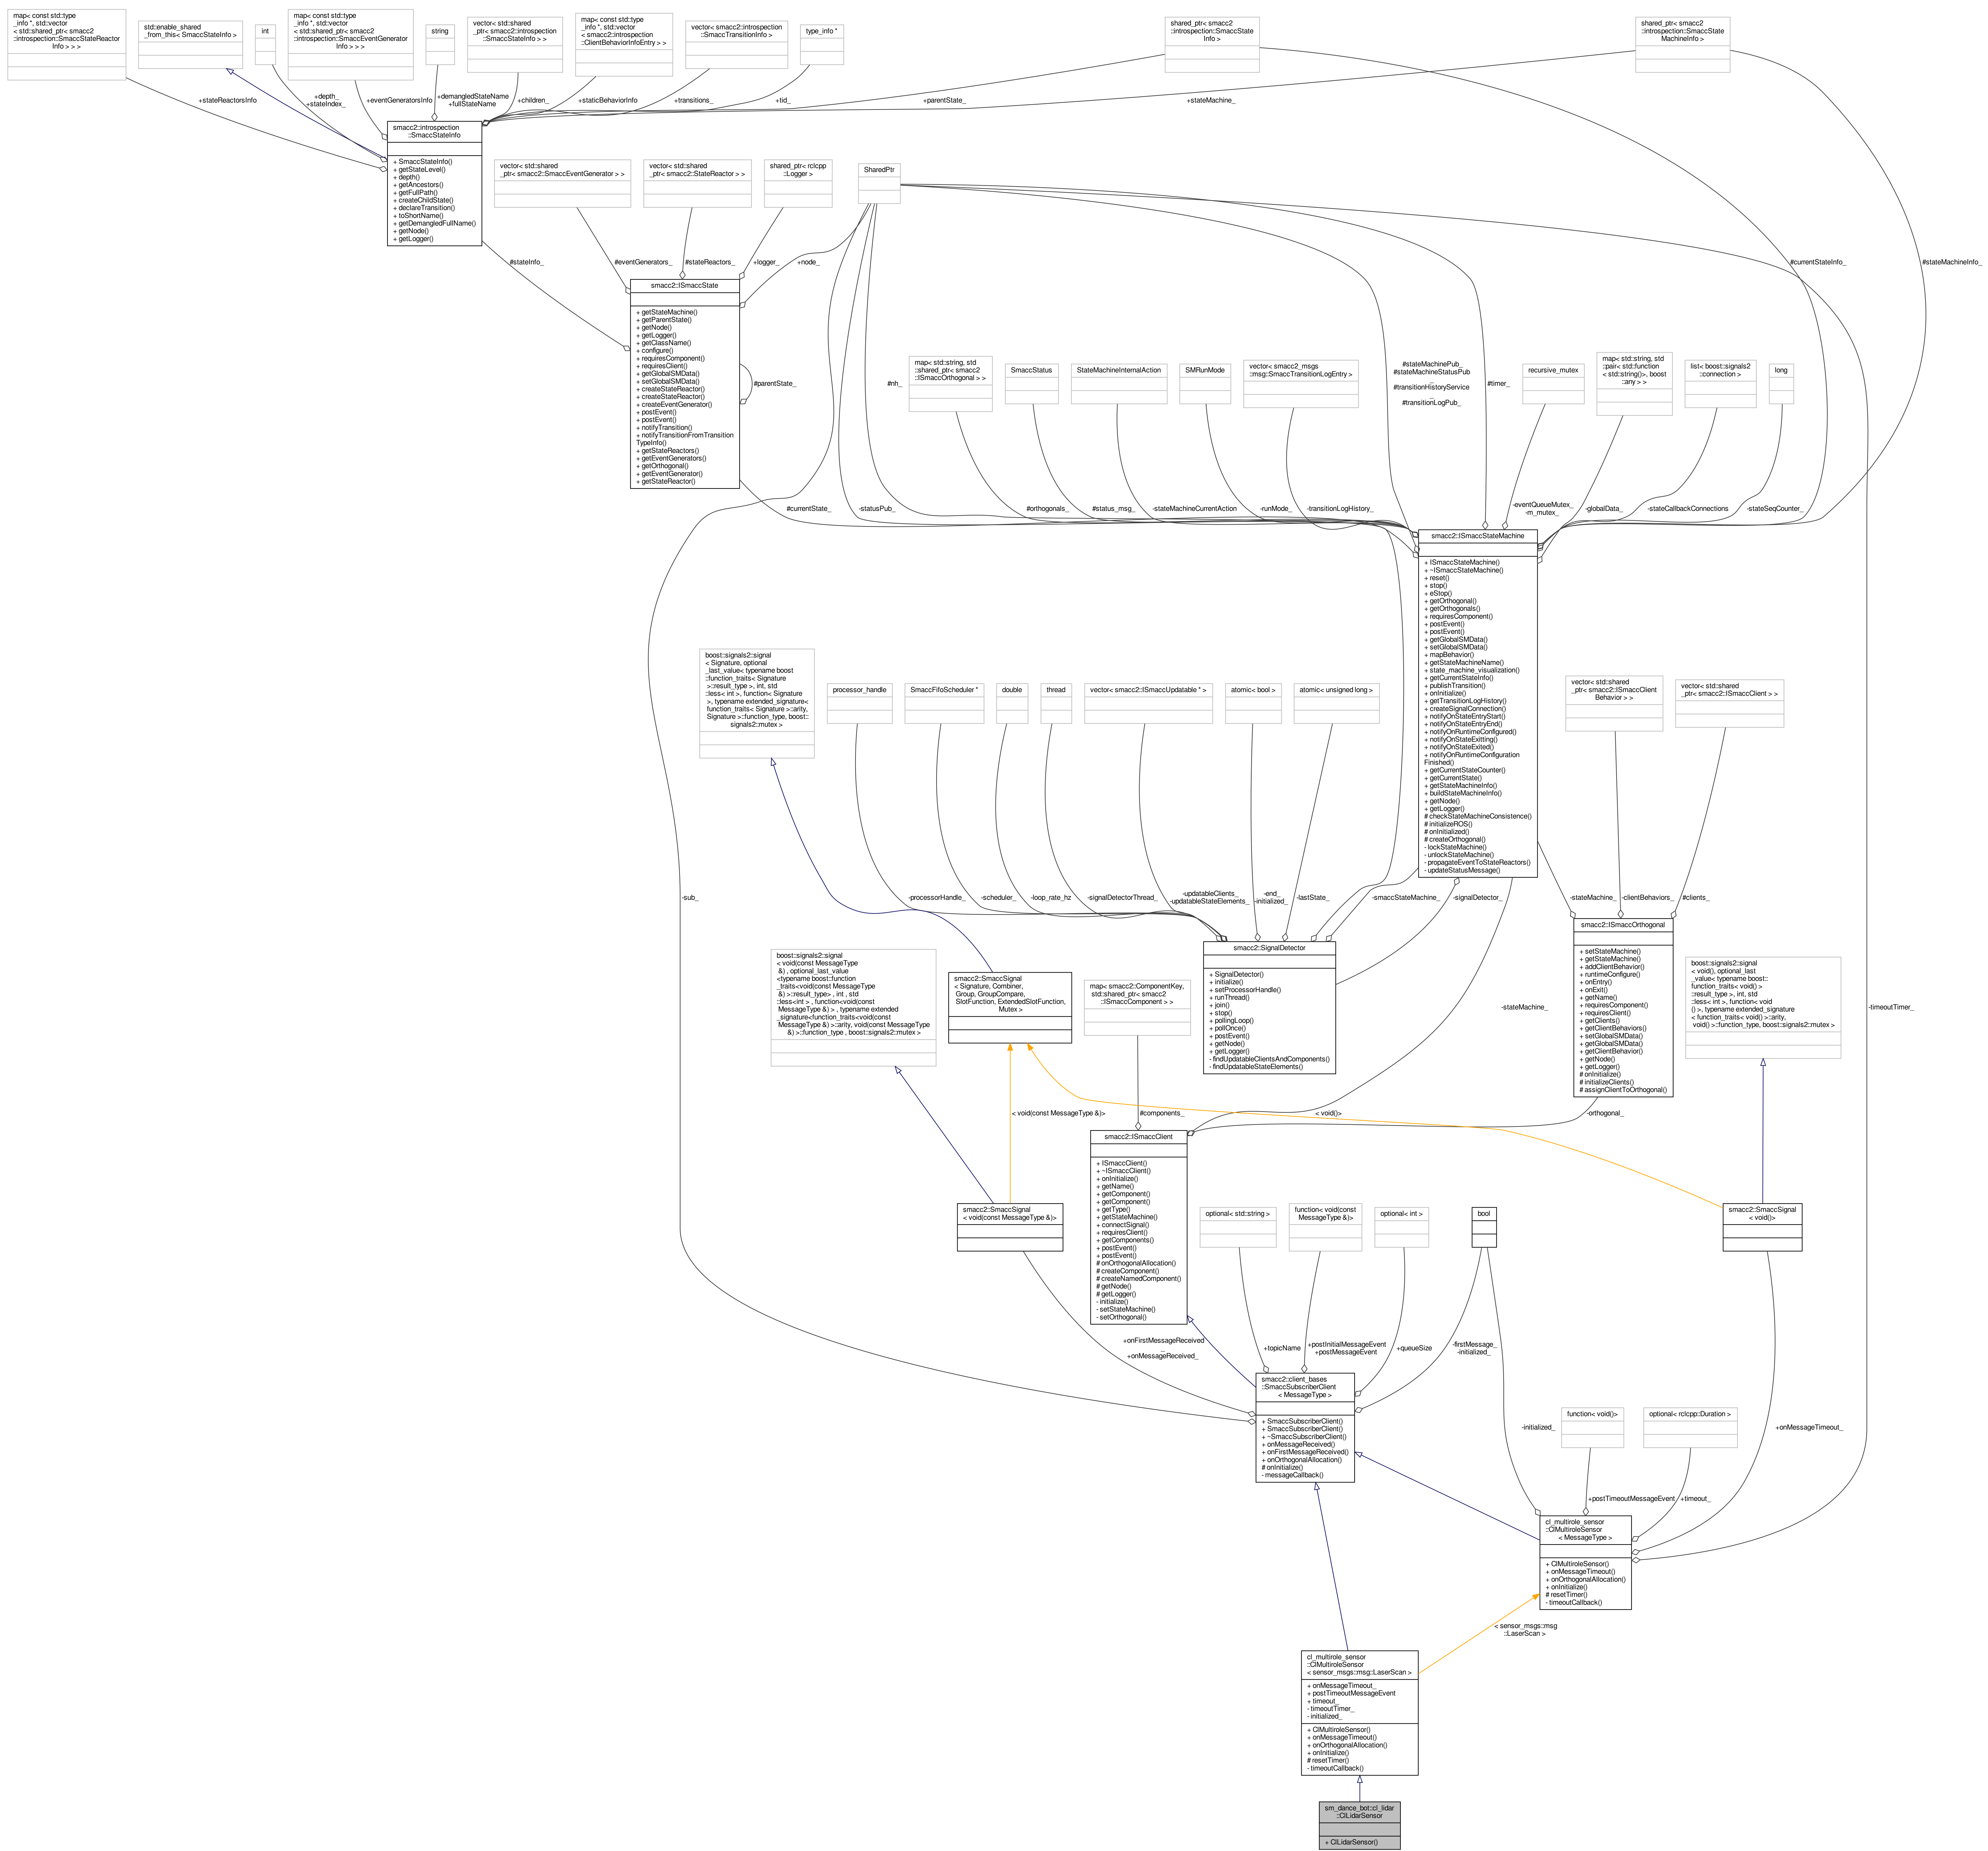 map< const std::type
_info *, std::vector
< std::shared_ptr< smacc2
::introspection::SmaccStateReactor
Info > > >
std::enable_shared
_from_this< SmaccStateInfo >
int
map< const std::type
_info *, std::vector
< std::shared_ptr< smacc2
::introspection::SmaccEventGenerator
Info > > >
string
vector< std::shared
_ptr< smacc2::introspection
::SmaccStateInfo > >
map< const std::type
_info *, std::vector
< smacc2::introspection
::ClientBehaviorInfoEntry > >
vector< smacc2::introspection
::SmaccTransitionInfo >
type_info *
shared_ptr< smacc2
::introspection::SmaccState
Info >
shared_ptr< smacc2
::introspection::SmaccState
MachineInfo >
+stateReactorsInfo
+depth_
+stateIndex_
+eventGeneratorsInfo
+demangledStateName
+fullStateName
+children_
+staticBehaviorInfo
+transitions_
+tid_
+parentState_
+stateMachine_
smacc2::introspection
::SmaccStateInfo
+ SmaccStateInfo()
+ getStateLevel()
+ depth()
+ getAncestors()
+ getFullPath()
+ createChildState()
+ declareTransition()
+ toShortName()
+ getDemangledFullName()
+ getNode()
+ getLogger()
vector< std::shared
_ptr< smacc2::SmaccEventGenerator > >
vector< std::shared
_ptr< smacc2::StateReactor > >
shared_ptr< rclcpp
::Logger >
SharedPtr
#stateInfo_
#eventGenerators_
#stateReactors_
+logger_
+node_
#currentStateInfo_
#stateMachineInfo_
smacc2::ISmaccState
+ getStateMachine()
+ getParentState()
+ getNode()
+ getLogger()
+ getClassName()
+ configure()
+ requiresComponent()
+ requiresClient()
+ getGlobalSMData()
+ setGlobalSMData()
+ createStateReactor()
+ createStateReactor()
+ createEventGenerator()
+ postEvent()
+ postEvent()
+ notifyTransition()
+ notifyTransitionFromTransition
TypeInfo()
+ getStateReactors()
+ getEventGenerators()
+ getOrthogonal()
+ getEventGenerator()
+ getStateReactor()
#parentState_
#nh_
map< std::string, std
::shared_ptr< smacc2
::ISmaccOrthogonal > >
SmaccStatus
StateMachineInternalAction
SMRunMode
vector< smacc2_msgs
::msg::SmaccTransitionLogEntry >
#stateMachinePub_
#stateMachineStatusPub
_
#transitionHistoryService
_
#transitionLogPub_
#timer_
recursive_mutex
map< std::string, std
::pair< std::function
< std::string()>, boost
::any > >
list< boost::signals2
::connection >
long
#currentState_
-statusPub_
#orthogonals_
#status_msg_
-stateMachineCurrentAction
-runMode_
-transitionLogHistory_
-eventQueueMutex_
-m_mutex_
-globalData_
-stateCallbackConnections
-stateSeqCounter_
smacc2::ISmaccStateMachine
+ ISmaccStateMachine()
+ ~ISmaccStateMachine()
+ reset()
+ stop()
+ eStop()
+ getOrthogonal()
+ getOrthogonals()
+ requiresComponent()
+ postEvent()
+ postEvent()
+ getGlobalSMData()
+ setGlobalSMData()
+ mapBehavior()
+ getStateMachineName()
+ state_machine_visualization()
+ getCurrentStateInfo()
+ publishTransition()
+ onInitialize()
+ getTransitionLogHistory()
+ createSignalConnection()
+ notifyOnStateEntryStart()
+ notifyOnStateEntryEnd()
+ notifyOnRuntimeConfigured()
+ notifyOnStateExitting()
+ notifyOnStateExited()
+ notifyOnRuntimeConfiguration
Finished()
+ getCurrentStateCounter()
+ getCurrentState()
+ getStateMachineInfo()
+ buildStateMachineInfo()
+ getNode()
+ getLogger()
# checkStateMachineConsistence()
# initializeROS()
# onInitialized()
# createOrthogonal()
- lockStateMachine()
- unlockStateMachine()
- propagateEventToStateReactors()
- updateStatusMessage()
boost::signals2::signal
< Signature, optional
_last_value< typename boost
::function_traits< Signature
>::result_type >, int, std
::less< int >, function< Signature
>, typename extended_signature<
function_traits< Signature >::arity,
Signature >::function_type, boost::
signals2::mutex >
processor_handle
SmaccFifoScheduler *
double
thread
vector< smacc2::ISmaccUpdatable * >
atomic< bool >
atomic< unsigned long >
vector< std::shared
_ptr< smacc2::ISmaccClient
Behavior > >
vector< std::shared
_ptr< smacc2::ISmaccClient > >
-sub_
-processorHandle_
-scheduler_
-loop_rate_hz
-signalDetectorThread_
-updatableClients_
-updatableStateElements_
-end_
-initialized_
-lastState_
-smaccStateMachine_
-signalDetector_
-stateMachine_
-clientBehaviors_
#clients_
smacc2::SignalDetector
+ SignalDetector()
+ initialize()
+ setProcessorHandle()
+ runThread()
+ join()
+ stop()
+ pollingLoop()
+ pollOnce()
+ postEvent()
+ getNode()
+ getLogger()
- findUpdatableClientsAndComponents()
- findUpdatableStateElements()
smacc2::ISmaccOrthogonal
+ setStateMachine()
+ getStateMachine()
+ addClientBehavior()
+ runtimeConfigure()
+ onEntry()
+ onExit()
+ getName()
+ requiresComponent()
+ requiresClient()
+ getClients()
+ getClientBehaviors()
+ setGlobalSMData()
+ getGlobalSMData()
+ getClientBehavior()
+ getNode()
+ getLogger()
# onInitialize()
# initializeClients()
# assignClientToOrthogonal()
boost::signals2::signal
< void(const MessageType
&) , optional_last_value
<typename boost::function
_traits<void(const MessageType
&) >::result_type> , int , std
::less<int > , function<void(const
MessageType &) > , typename extended
_signature<function_traits<void(const
MessageType &) >::arity, void(const MessageType
&) >::function_type , boost::signals2::mutex >
smacc2::SmaccSignal
< Signature, Combiner,
Group, GroupCompare,
SlotFunction, ExtendedSlotFunction,
Mutex >
map< smacc2::ComponentKey,
std::shared_ptr< smacc2
::ISmaccComponent > >
boost::signals2::signal
< void(), optional_last
_value< typename boost::
function_traits< void() >
::result_type >, int, std
::less< int >, function< void
() >, typename extended_signature
< function_traits< void() >::arity,
void() >::function_type, boost::signals2::mutex >
-stateMachine_
-timeoutTimer_
< void(const MessageType &)>
#components_
< void()>
-orthogonal_
smacc2::ISmaccClient
+ ISmaccClient()
+ ~ISmaccClient()
+ onInitialize()
+ getName()
+ getComponent()
+ getComponent()
+ getType()
+ getStateMachine()
+ connectSignal()
+ requiresClient()
+ getComponents()
+ postEvent()
+ postEvent()
# onOrthogonalAllocation()
# createComponent()
# createNamedComponent()
# getNode()
# getLogger()
- initialize()
- setStateMachine()
- setOrthogonal()
smacc2::SmaccSignal
< void(const MessageType &)>
optional< std::string >
function< void(const
MessageType &)>
optional< int >
bool
smacc2::SmaccSignal
< void()>
+onFirstMessageReceived
_
+onMessageReceived_
+topicName
+postInitialMessageEvent
+postMessageEvent
+queueSize
-firstMessage_
-initialized_
smacc2::client_bases
::SmaccSubscriberClient
< MessageType >
+ SmaccSubscriberClient()
+ SmaccSubscriberClient()
+ ~SmaccSubscriberClient()
+ onMessageReceived()
+ onFirstMessageReceived()
+ onOrthogonalAllocation()
# onInitialize()
- messageCallback()
function< void()>
optional< rclcpp::Duration >
-initialized_
+onMessageTimeout_
+postTimeoutMessageEvent
+timeout_
cl_multirole_sensor
::ClMultiroleSensor
< MessageType >
+ ClMultiroleSensor()
+ onMessageTimeout()
+ onOrthogonalAllocation()
+ onInitialize()
# resetTimer()
- timeoutCallback()
< sensor_msgs::msg
::LaserScan >
cl_multirole_sensor
::ClMultiroleSensor
< sensor_msgs::msg::LaserScan >
+ onMessageTimeout_
+ postTimeoutMessageEvent
+ timeout_
- timeoutTimer_
- initialized_
+ ClMultiroleSensor()
+ onMessageTimeout()
+ onOrthogonalAllocation()
+ onInitialize()
# resetTimer()
- timeoutCallback()
sm_dance_bot::cl_lidar
::ClLidarSensor
+ ClLidarSensor()